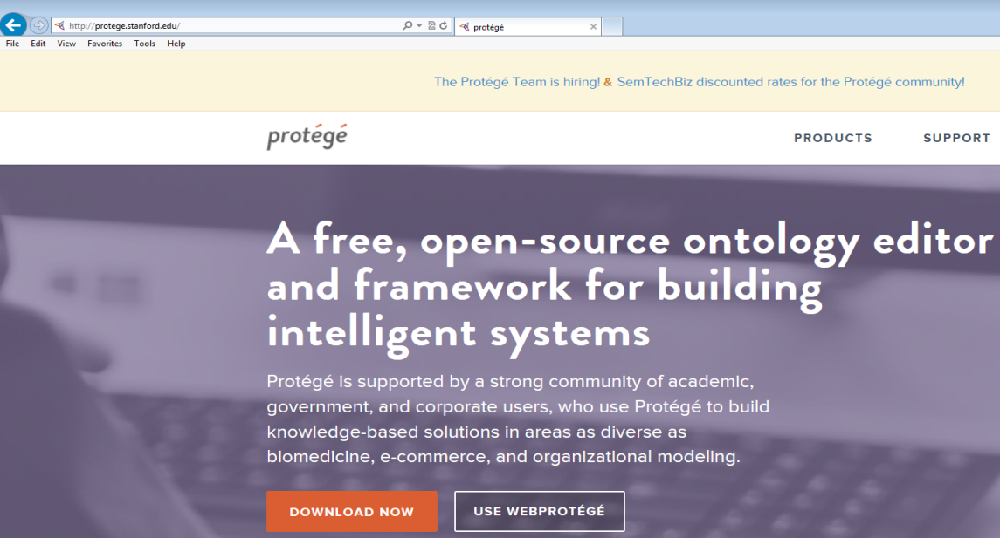 http://protege.stanford.edu/
protégé
File Edit View Favorites Tools Help
The Protégé Team is hiring! & SemTechBiz discounted rates for the Protégé community!
protégé
PRODUCTS SUPPORT
A free, open-source ontology editor
and framework for building
intelligent systems
Protégé is supported by a strong community of academic,
government, and corporate users, who use Protégé to build
knowledge-based solutions in areas as diverse as
biomedicine, e-commerce, and organizational modeling.
DOWNLOAD NOW
USE WEBPROTÉGÉ